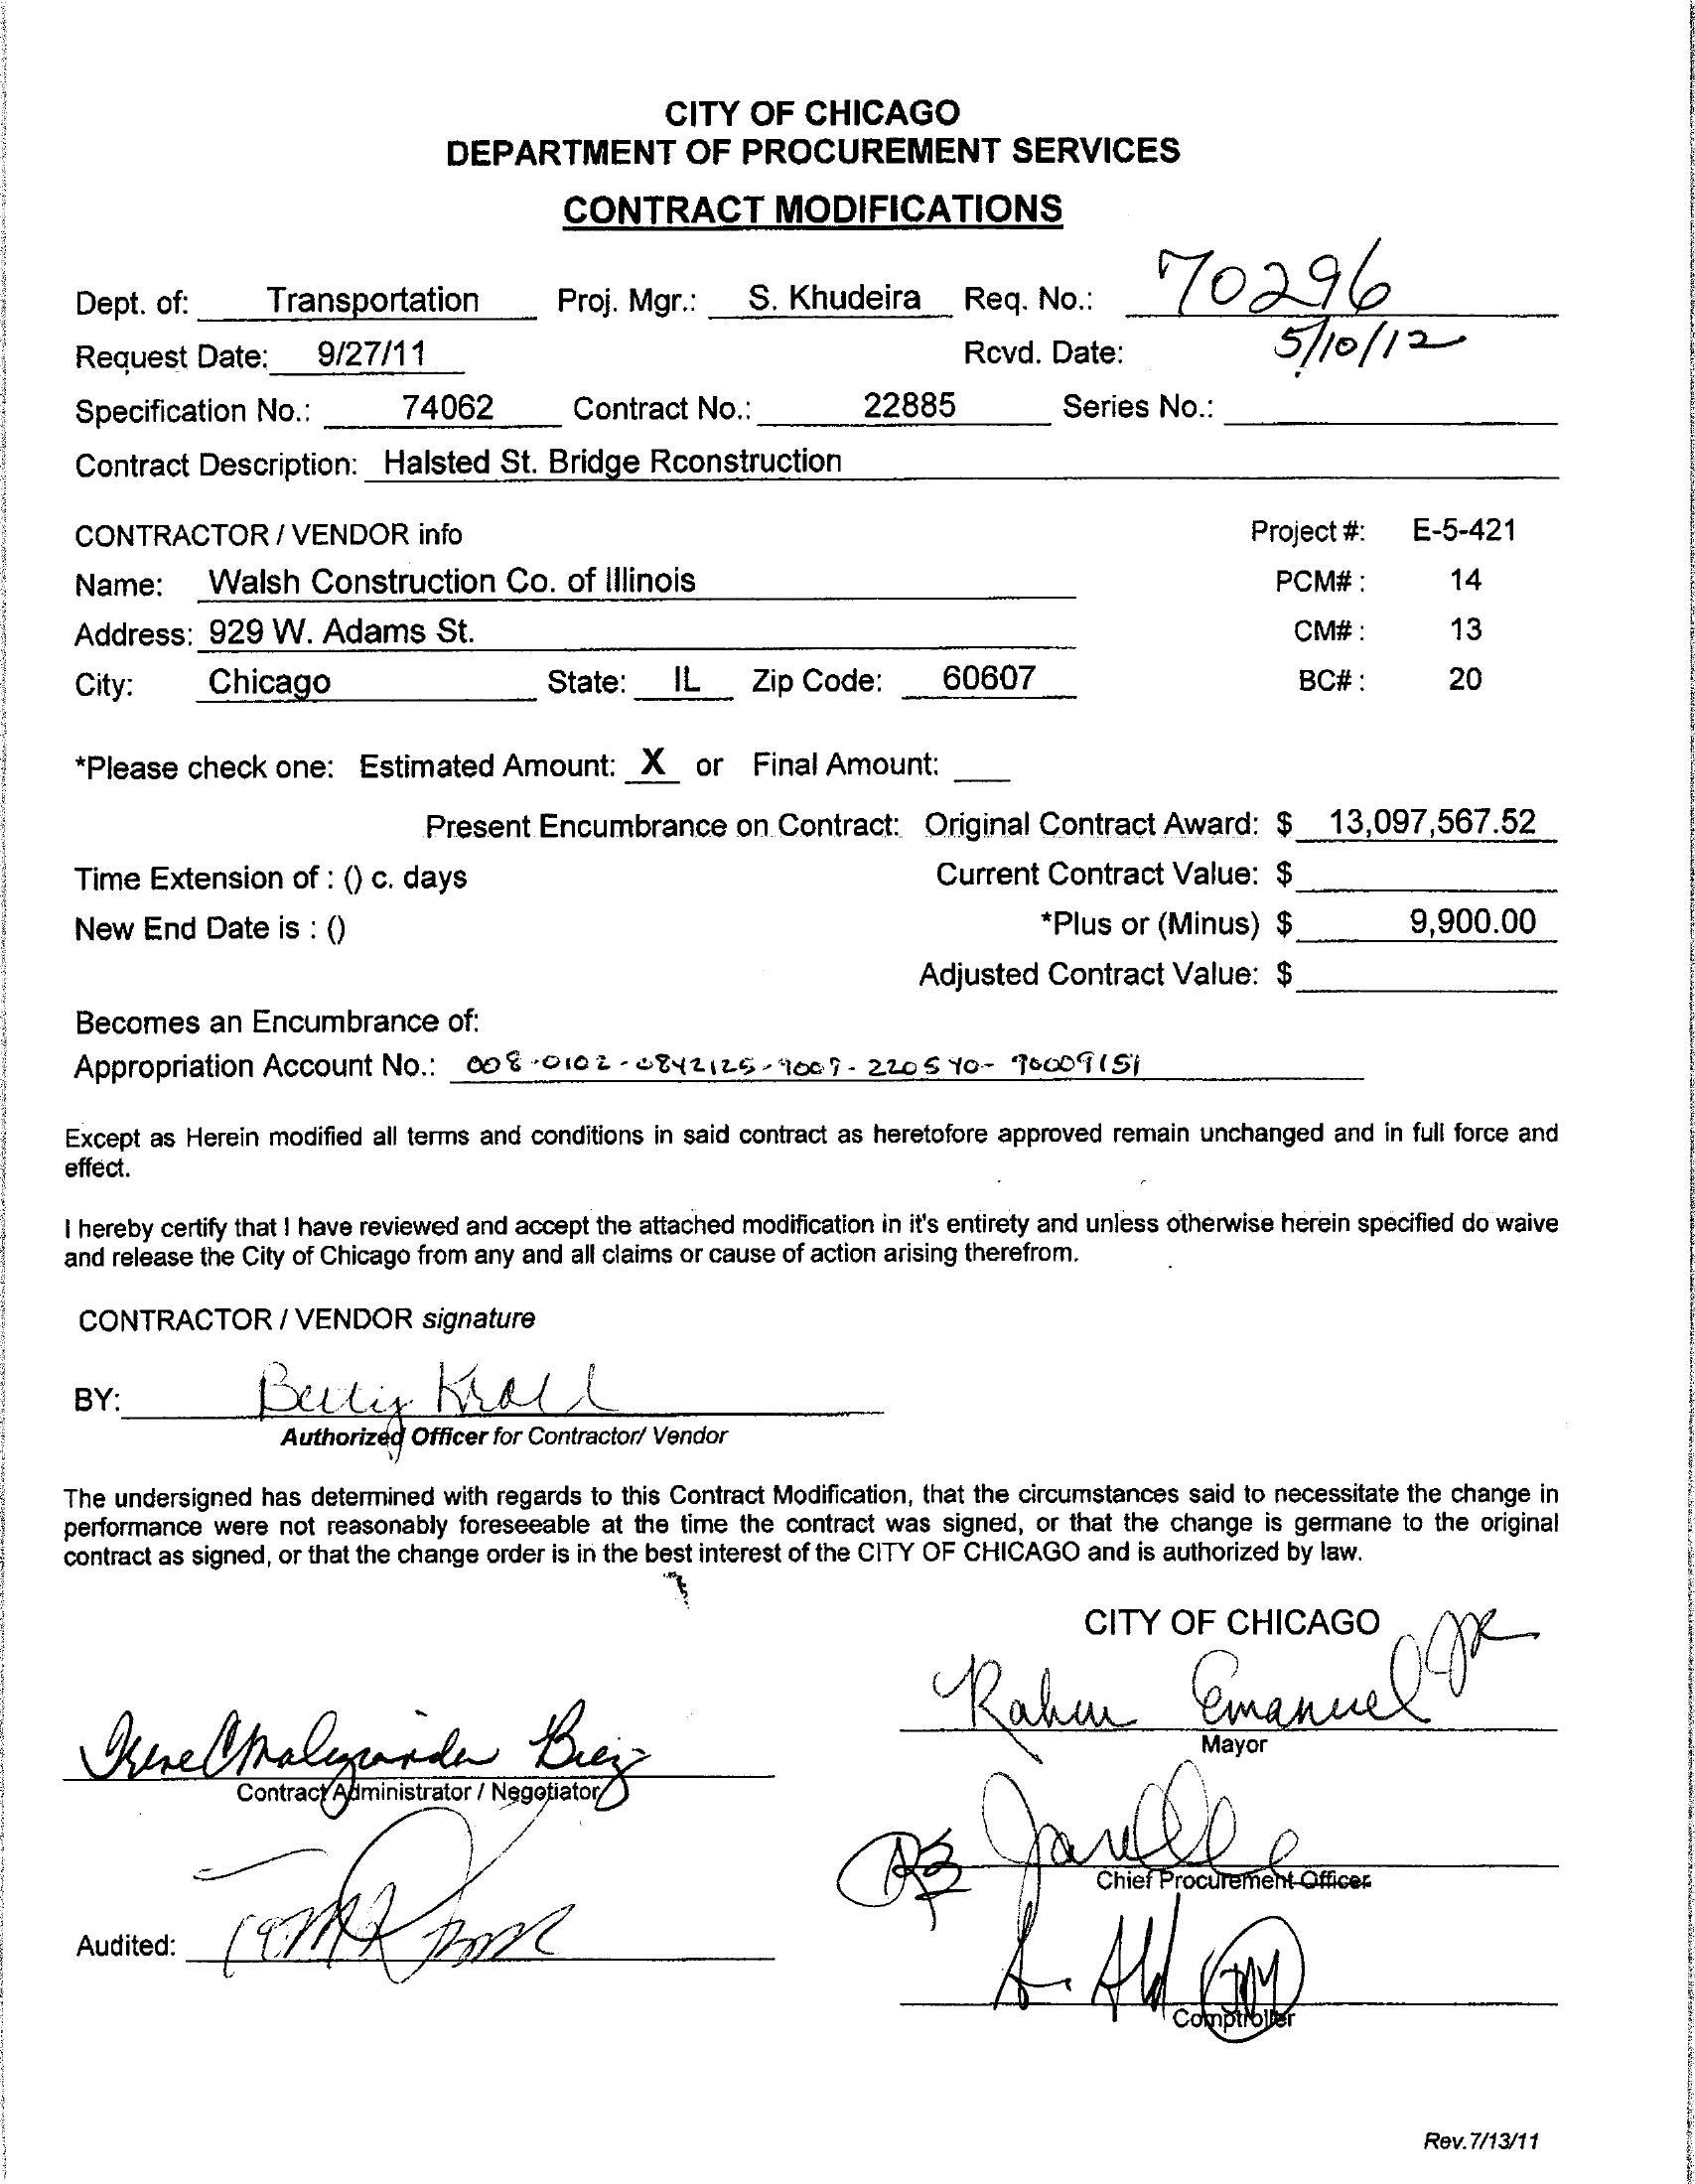 CITY OF CHICAGO
DEPARTMENT OF PROCUREMENT SERVICES
CONTRACT MODIFICATIONS
Dept. of: Transportation Proj. Mgr.: S. Khudeira Req. No.: 70296
Request Date: 9/27/11 Rcvd. Date: 5/10/12
Specification No.: 74062 Contract No.: 22885 Series No.:
Contract Description: Halsted St. Bridge Rconstruction
CONTRACTOR / VENDOR info Project #: E-5-421
Name: Walsh Construction Co. of Illinois PCM# : 14
Address: 929 W. Adams St. CM# : 13
City: Chicago State: IL Zip Code: 60607 BC# : 20
*Please check one: Estimated Amount: X or Final Amount:
Present Encumbrance on Contract: Original Contract Award: $ 13,097,567.52
Time Extension of : () c. days Current Contract Value: $
New End Date is : () *Plus or (Minus) $ 9,900.00
Adjusted Contract Value: $
Becomes an Encumbrance of:
Appropriation Account No.:
Except as Herein modified all terms and conditions in said contract as heretofore approved remain unchanged and in full force and
effect.
I hereby certify that I have reviewed and accept the attached modification in it's entirety and unless otherwise herein specified do waive
and release the City of Chicago from any and all claims or cause of action arising therefrom.
CONTRACTOR / VENDOR signature
BY: Betty Kroll
Authorized Officer for Contractor/ Vendor
The undersigned has determined with regards to this Contract Modification, that the circumstances said to necessitate the change in
performance were not reasonably foreseeable at the time the contract was signed, or that the change is germane to the original
contract as signed, or that the change order is in the best interest of the CITY OF CHICAGO and is authorized by law.
CITY OF CHICAGO
Rahm Emanuel
Mayor
Contract Administrator / Negotiator
Chief Procurement Officer
Audited:
Comptroller
Rev.7/13/11